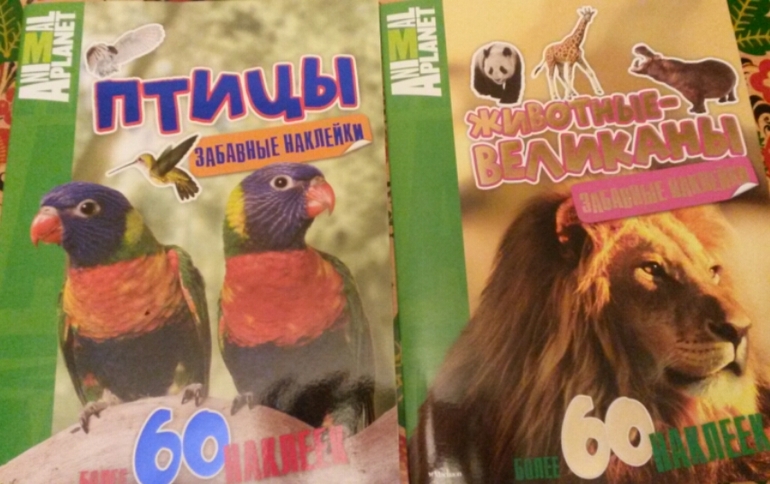 ANIMAL PLANET
ПТИЦЫ
ЗАБАВНЫЕ НАКЛЕЙКИ
БОЛЕЕ 60 НАКЛЕЕК
ANIMAL PLANET
ЖИВОТНЫЕ-
ВЕЛИКАНЫ
ЗАБАВНЫЕ НАКЛЕЙКИ
БОЛЕЕ 60 НАКЛЕЕК